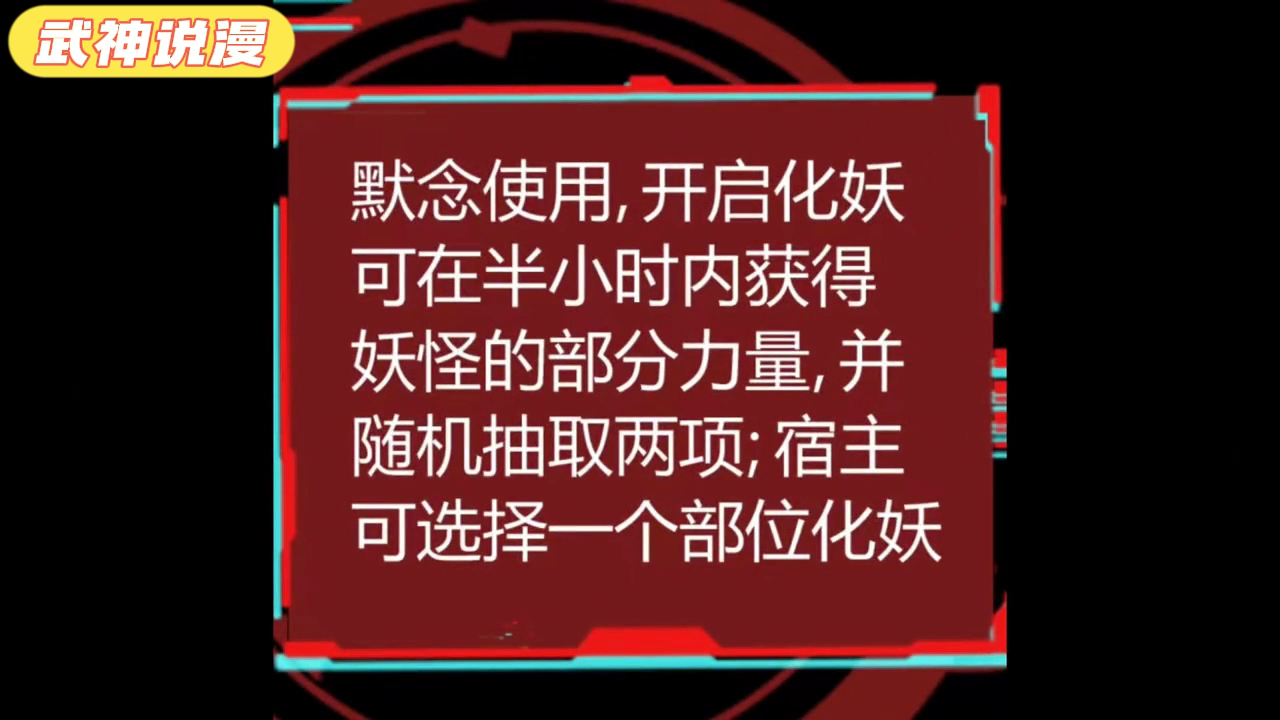 武神说漫
默念使用,开启化妖
可在半小时内获得
妖怪的部分力量,并
随机抽取两项;宿主
可选择一个部位化妖